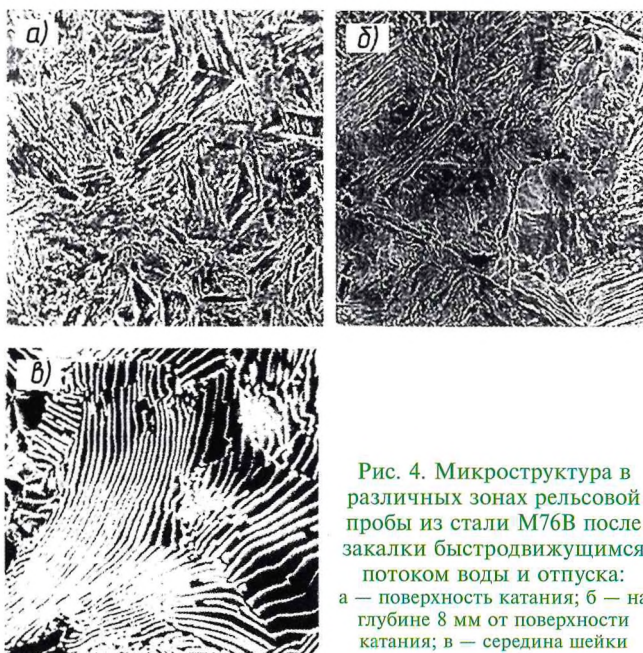 а)
б)
в)
Рис. 4. Микроструктура в
различных зонах рельсовой
пробы из стали М76В после
закалки быстродвижущимся
потоком воды и отпуска:
а — поверхность катания; б — на
глубине 8 мм от поверхности
катания; в — середина шейки